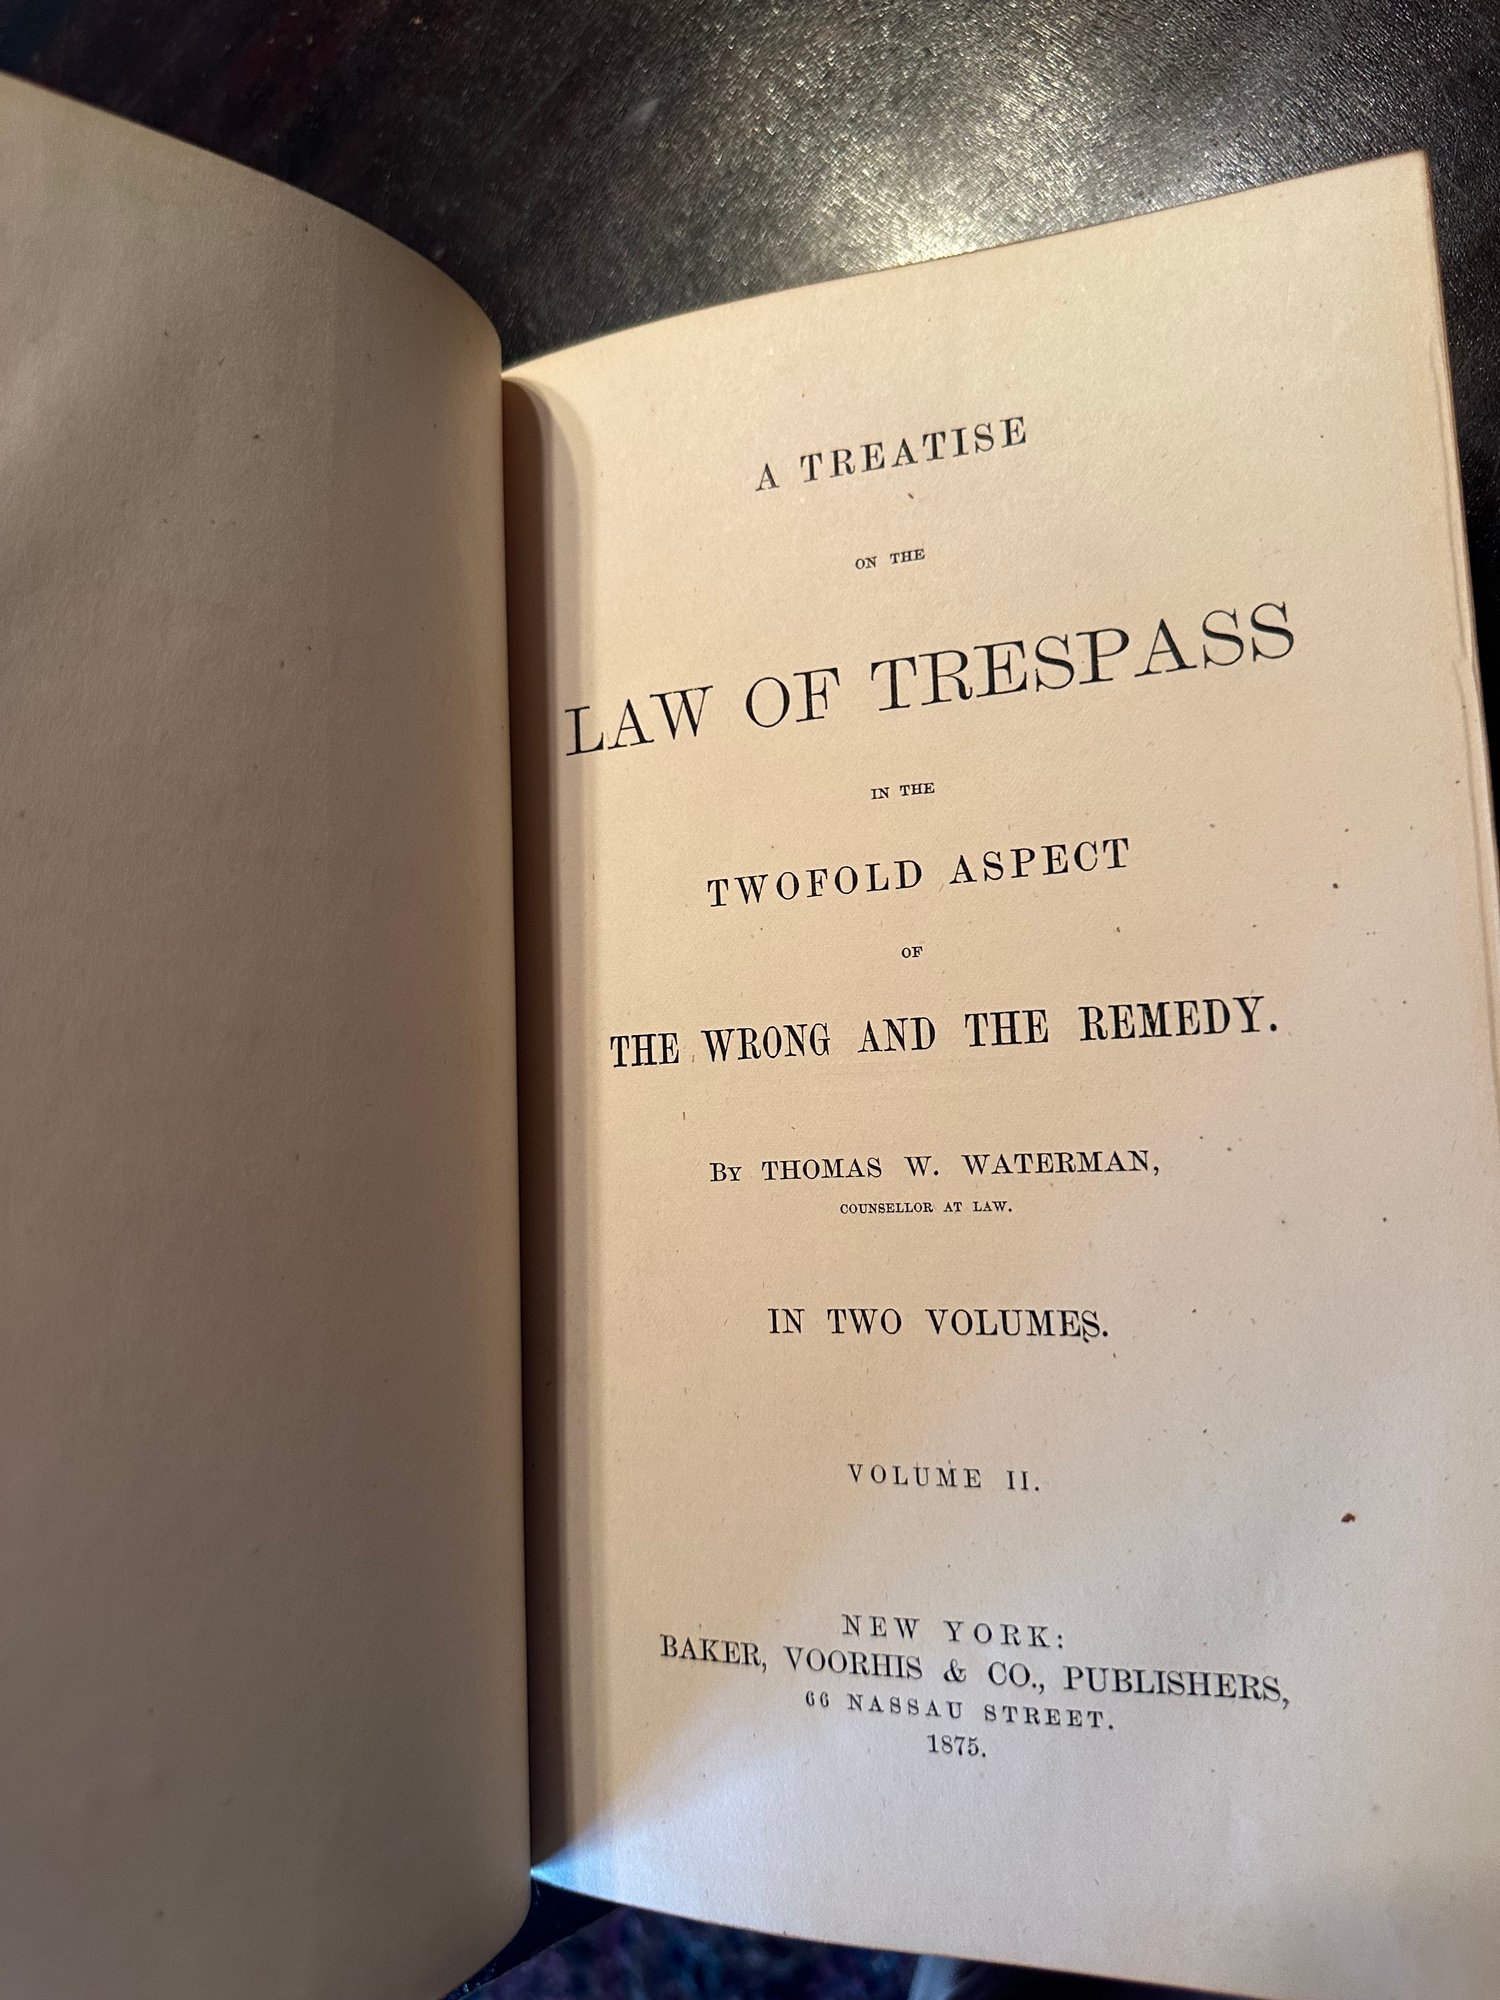 A TREATISE
ON THE
LAW OF TRESPASS
IN THE
TWOFOLD ASPECT
OF
THE WRONG AND THE REMEDY.
By THOMAS W. WATERMAN,
COUNSELLOR AT LAW.
IN TWO VOLUMES.
VOLUME II.
NEW YORK:
BAKER, VOORHIS & CO., PUBLISHERS,
66 NASSAU STREET.
1875.